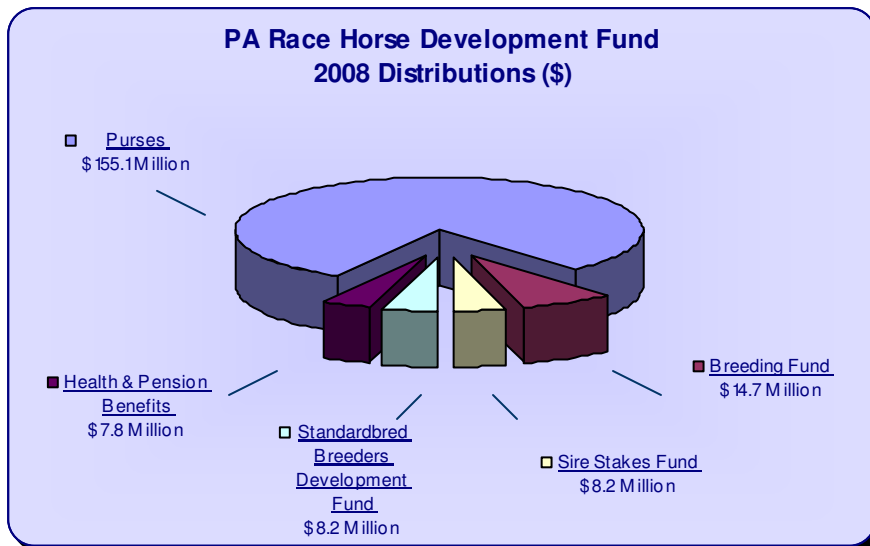 PA Race Horse Development Fund
2008 Distributions ($)
Purses
$155.1 Million
Health & Pension
Benefits
$7.8 Million
Standardbred
Breeders
Development
Fund
$8.2 Million
Sire Stakes Fund
$8.2 Million
Breeding Fund
$14.7 Million